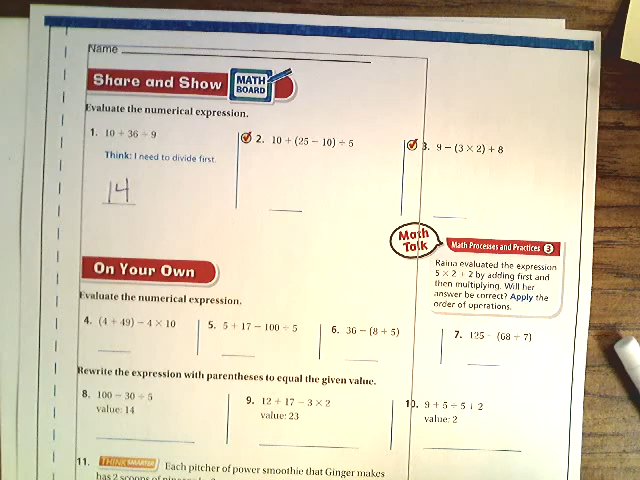 Name
Share and Show MATH BOARD
Evaluate the numerical expression.
1. 10 + 36 ÷ 9
Think: I need to divide first.
14
2. 10 + (25 − 10) ÷ 5
3. 9 − (3 × 2) + 8
Math Talk
Math Processes and Practices 3
Raina evaluated the expression
5 × 2 + 2 by adding first and
then multiplying. Will her
answer be correct? Apply the
order of operations.
On Your Own
Evaluate the numerical expression.
4. (4 + 49) − 4 × 10
5. 5 + 17 − 100 ÷ 5
6. 36 − (8 + 5)
7. 125 − (68 + 7)
Rewrite the expression with parentheses to equal the given value.
8. 100 − 30 ÷ 5
value: 14
9. 12 + 17 − 3 × 2
value: 23
10. 9 + 5 ÷ 5 + 2
value: 2
11. THINK SMARTER Each pitcher of power smoothie that Ginger makes
has 2 scoops of